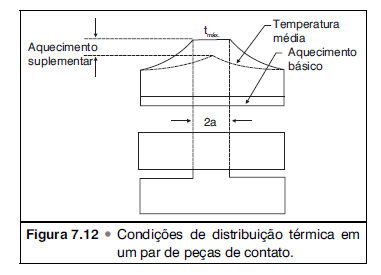 t máx.
Temperatura
média
Aquecimento
suplementar
Aquecimento
básico
2a
Figura 7.12 • Condições de distribuição térmica em
um par de peças de contato.